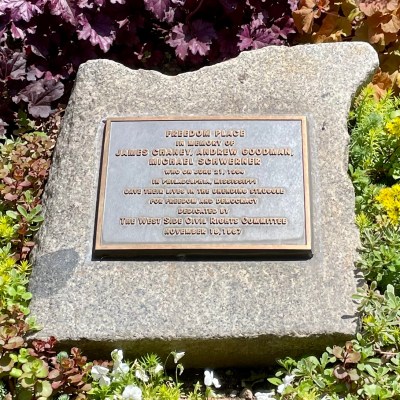 FREEDOM PLACE
IN MEMORY OF
JAMES CHANEY, ANDREW GOODMAN,
MICHAEL SCHWERNER
WHO ON JUNE 21, 1964
IN PHILADELPHIA, MISSISSIPPI
GAVE THEIR LIVES IN THE UNENDING STRUGGLE
FOR FREEDOM AND DEMOCRACY
DEDICATED BY
THE WEST SIDE CIVIL RIGHTS COMMITTEE
NOVEMBER 18, 1967